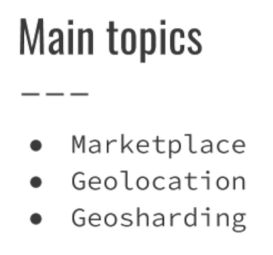 Main topics
---
● Marketplace
● Geolocation
● Geosharding